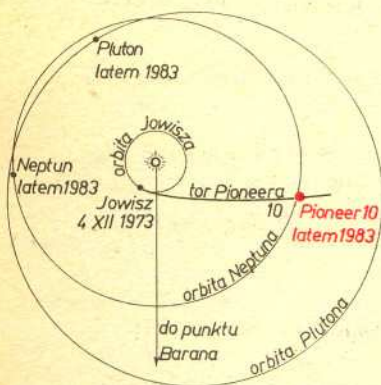 Pluton
latem 1983
orbita Jowisza
Neptun
latem 1983
Jowisz
4 XII 1973
tor Pioneera
10
Pioneer 10
latem 1983
orbita Neptuna
orbita Plutona
do punktu
Barana